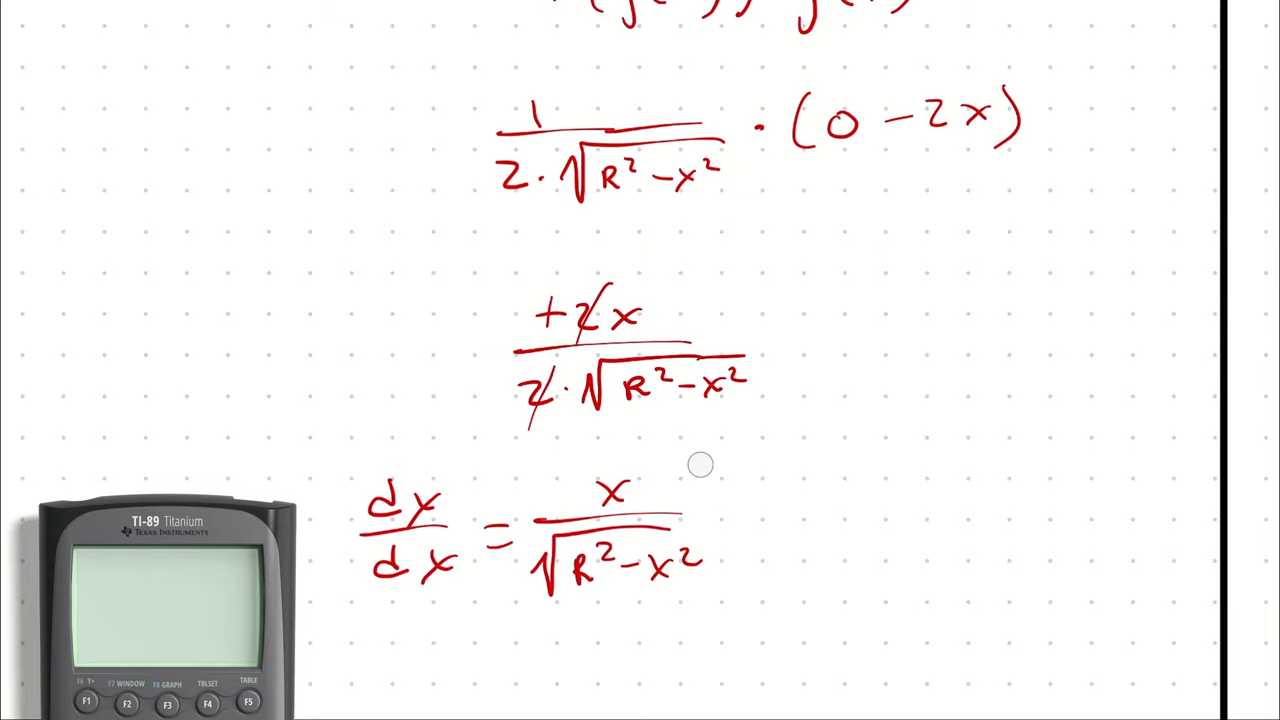 1 / (2 · √(R² − x²)) · (0 − 2x)
+2x / (2 · √(R² − x²))
dy/dx = x / √(R² − x²)
TI-89 Titanium
TEXAS INSTRUMENTS
F6 Y= F7 WINDOW F8 GRAPH TBLSET TABLE
F1 F2 F3 F4 F5